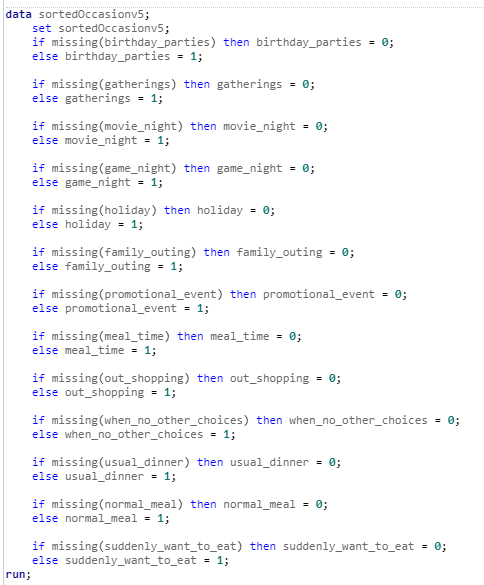 data sortedOccasionv5;
    set sortedOccasionv5;
    if missing(birthday_parties) then birthday_parties = 0;
    else birthday_parties = 1;

    if missing(gatherings) then gatherings = 0;
    else gatherings = 1;

    if missing(movie_night) then movie_night = 0;
    else movie_night = 1;

    if missing(game_night) then game_night = 0;
    else game_night = 1;

    if missing(holiday) then holiday = 0;
    else holiday = 1;

    if missing(family_outing) then family_outing = 0;
    else family_outing = 1;

    if missing(promotional_event) then promotional_event = 0;
    else promotional_event = 1;

    if missing(meal_time) then meal_time = 0;
    else meal_time = 1;

    if missing(out_shopping) then out_shopping = 0;
    else out_shopping = 1;

    if missing(when_no_other_choices) then when_no_other_choices = 0;
    else when_no_other_choices = 1;

    if missing(usual_dinner) then usual_dinner = 0;
    else usual_dinner = 1;

    if missing(normal_meal) then normal_meal = 0;
    else normal_meal = 1;

    if missing(suddenly_want_to_eat) then suddenly_want_to_eat = 0;
    else suddenly_want_to_eat = 1;
run;